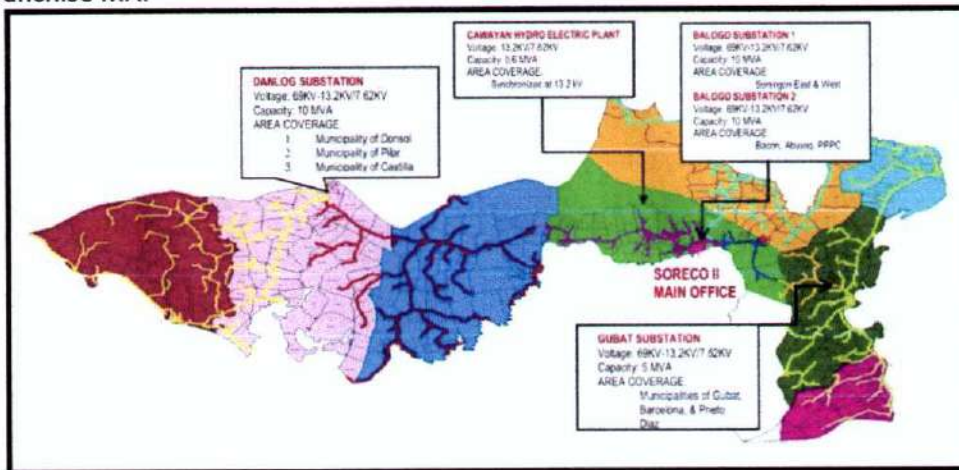 DANLOG SUBSTATION
Voltage: 69KV-13.2KV/7.62KV
Capacity: 10 MVA
AREA COVERAGE
1. Municipality of Donsol
2. Municipality of Pilar
3. Municipality of Castilla
CAWAYAN HYDRO ELECTRIC PLANT
Voltage: 13.2KV/7.62KV
Capacity: 0.6 MVA
AREA COVERAGE:
Synchronized at 13.2 kV
BALOGO SUBSTATION 1
Voltage: 69KV-13.2KV/7.62KV
Capacity: 10 MVA
AREA COVERAGE
Sorsogon East & West
BALOGO SUBSTATION 2
Voltage: 69KV-13.2KV/7.62KV
Capacity: 10 MVA
AREA COVERAGE
Bacon, Abuyog, PPPC
SORECO II
MAIN OFFICE
GUBAT SUBSTATION
Voltage: 69KV-13.2KV/7.62KV
Capacity: 5 MVA
AREA COVERAGE
Municipalities of Gubat,
Barcelona, & Prieto
Diaz